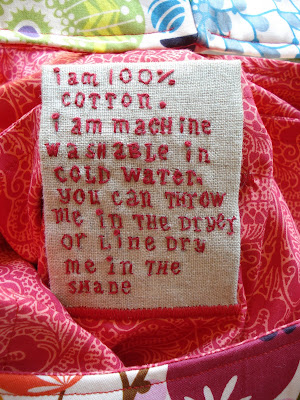 i am 100%
COTTON.
i am machine
washable in
COLD WATER.
YOU CAN THROW
me in THE DRYER
OR Line DRY
me in THE
SHADE